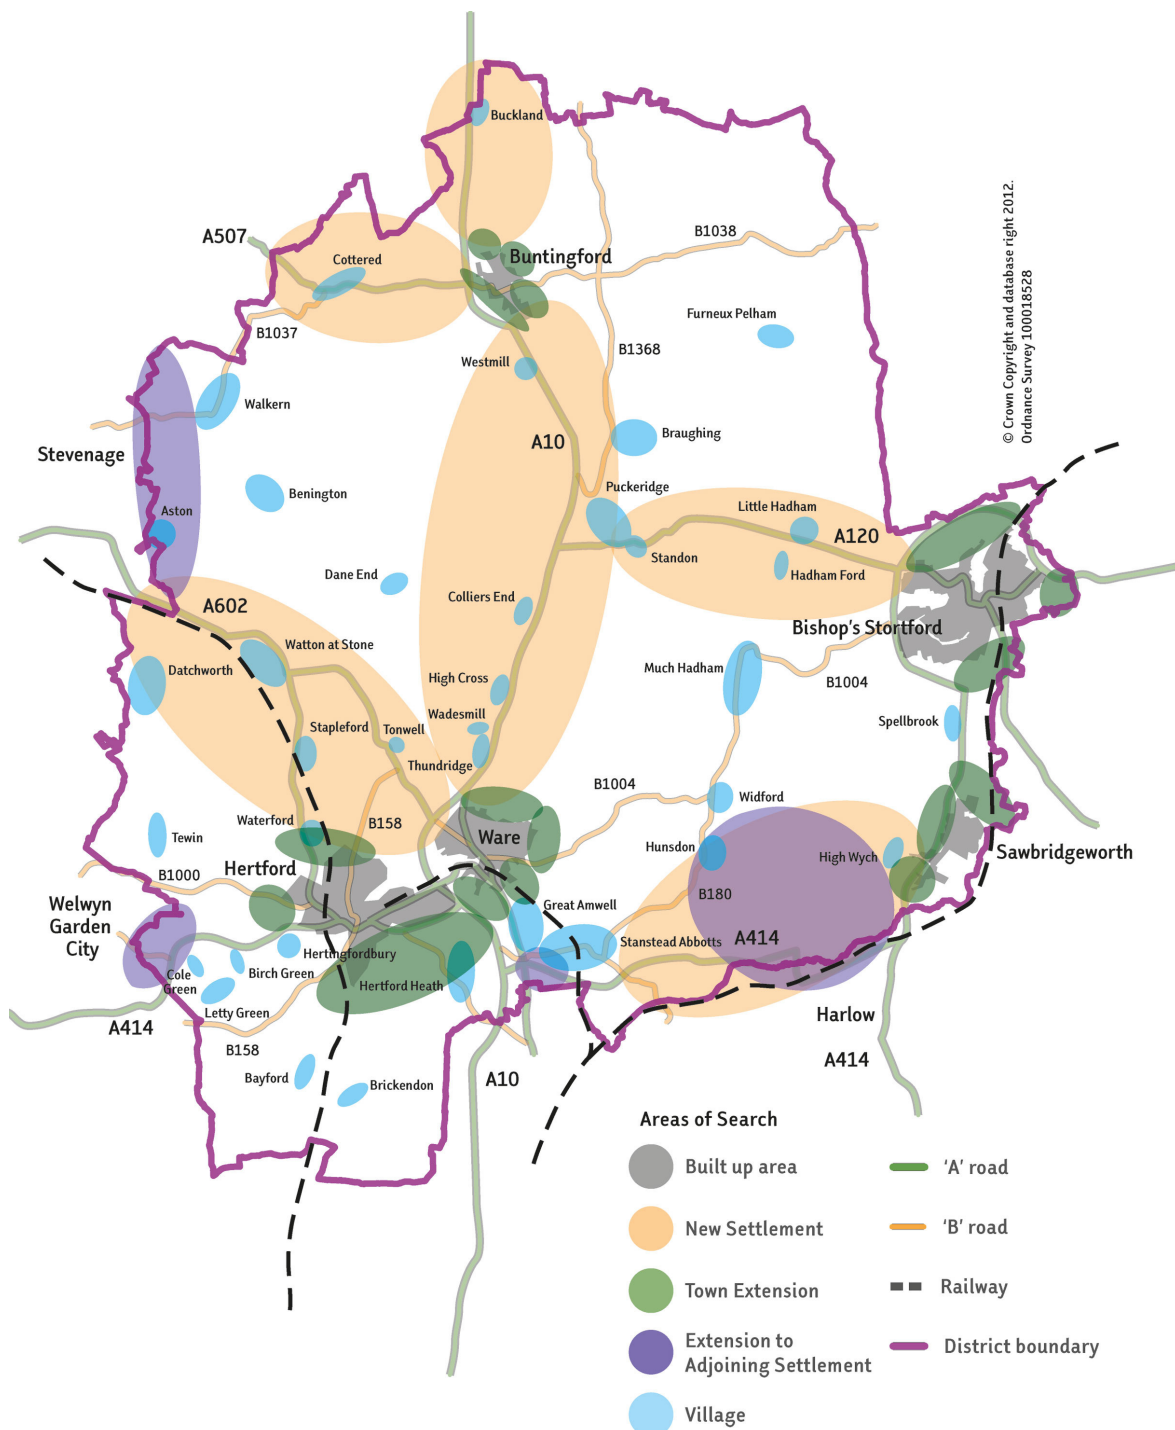 Buckland
© Crown Copyright and database right 2012.
Ordnance Survey 100018528
A507
B1038
Buntingford
Cottered
Furneux Pelham
B1037
B1368
Westmill
Walkern
Braughing
A10
Stevenage
Puckeridge
Benington
Little Hadham
Aston
A120
Standon
Hadham Ford
Dane End
Colliers End
A602
Bishop's Stortford
Watton at Stone
Datchworth
Much Hadham
High Cross
B1004
Wadesmill
Spellbrook
Stapleford
Tonwell
Thundridge
B1004
Widford
Waterford
B158
Ware
Tewin
Hunsdon
High Wych
Sawbridgeworth
Hertford
B1000
B180
Welwyn
Garden
City
Great Amwell
Stanstead Abbotts
A414
Hertingfordbury
Cole
Green
Birch Green
Hertford Heath
Letty Green
Harlow
A414
B158
A414
Bayford
A10
Brickendon
Areas of Search
Built up area
'A' road
New Settlement
'B' road
Town Extension
Railway
Extension to
Adjoining Settlement
District boundary
Village